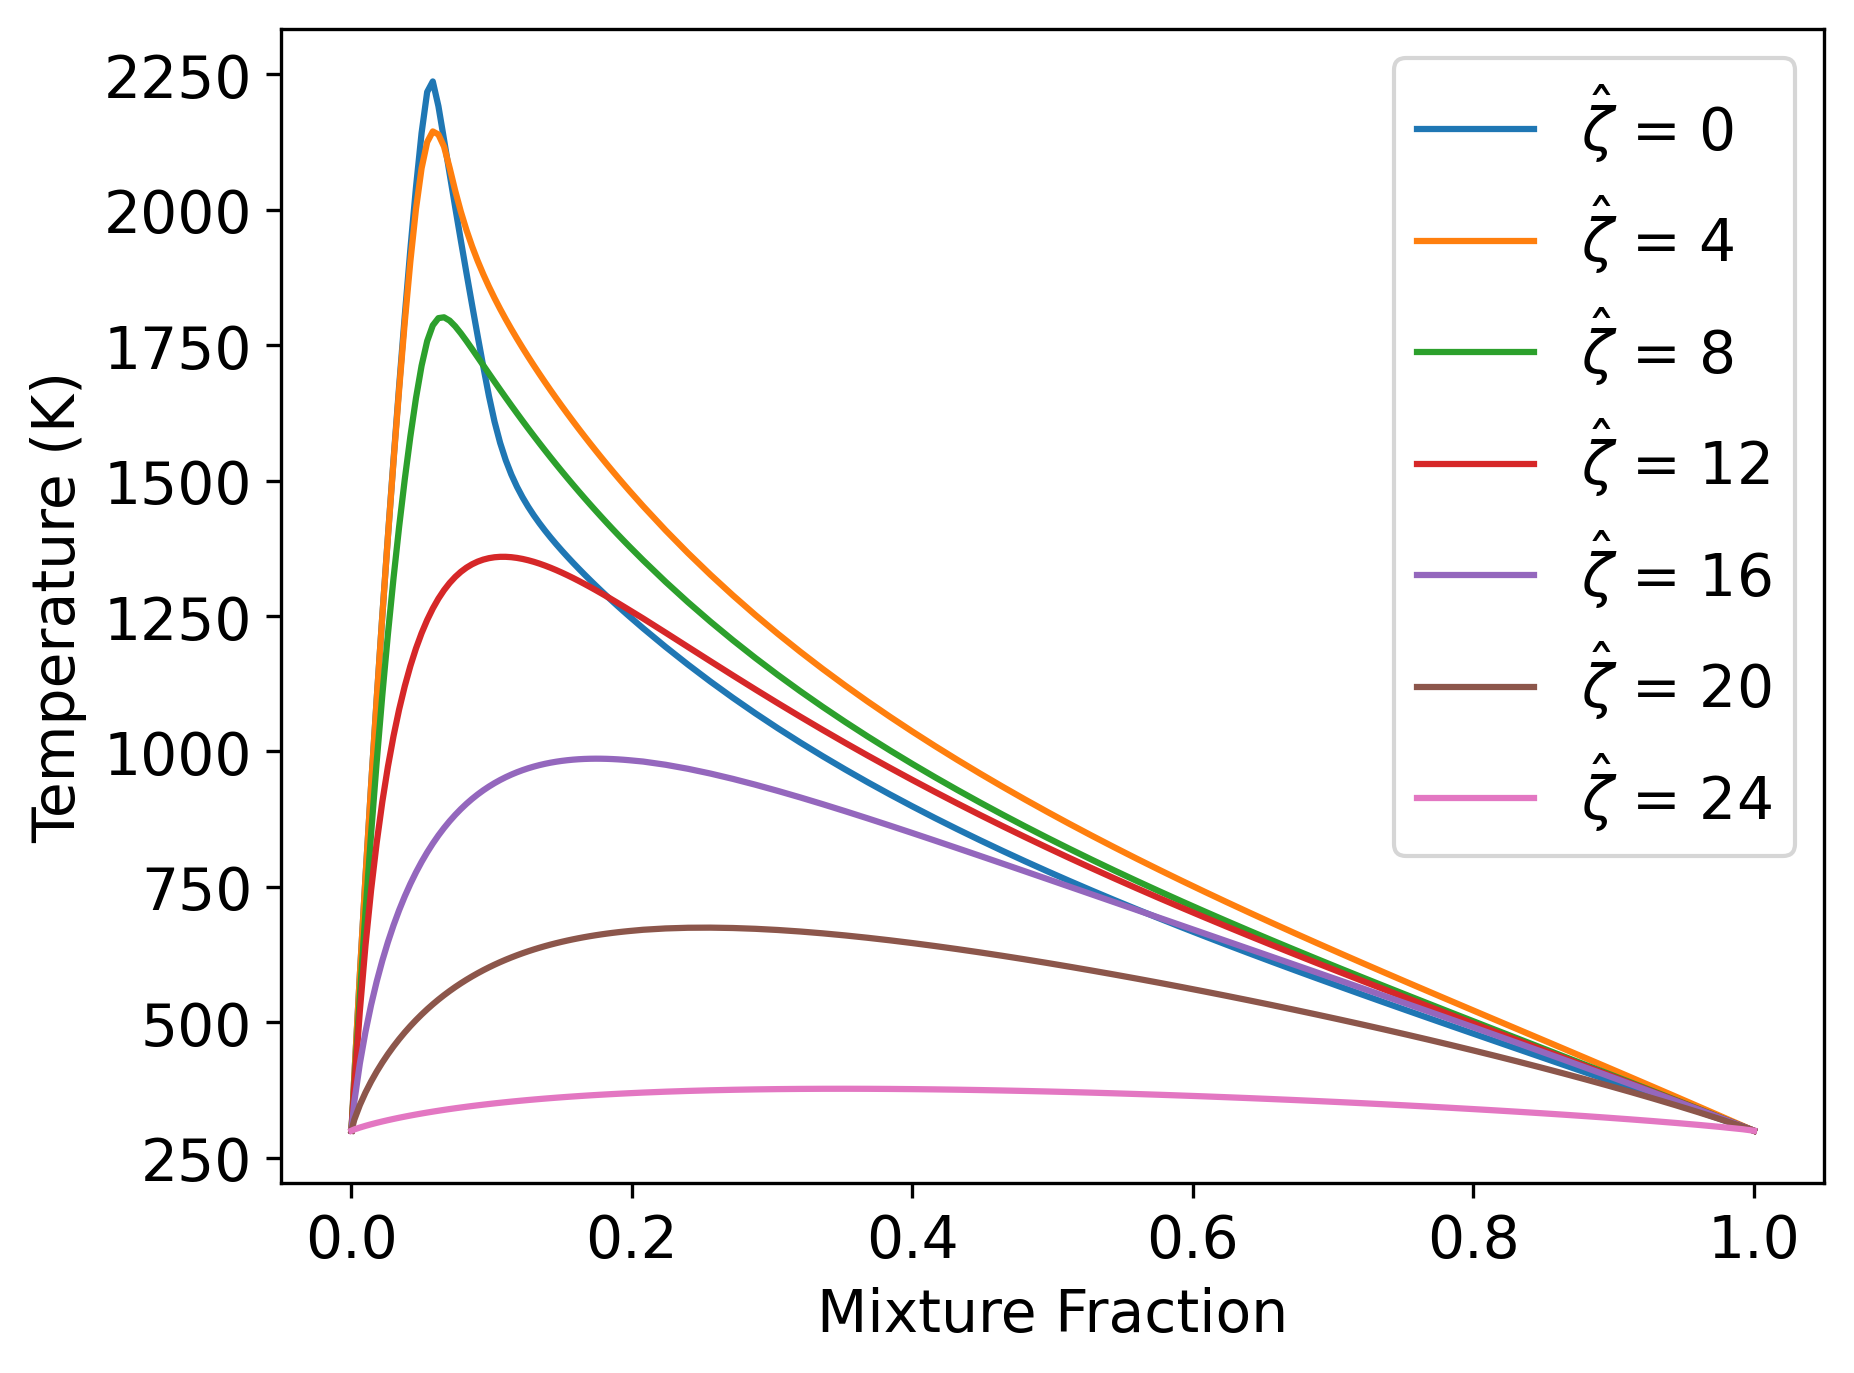 2250
2000
1750
1500
1250
1000
750
500
250
Temperature (K)
0.0 0.2 0.4 0.6 0.8 1.0
Mixture Fraction
ζ̂ = 0
ζ̂ = 4
ζ̂ = 8
ζ̂ = 12
ζ̂ = 16
ζ̂ = 20
ζ̂ = 24